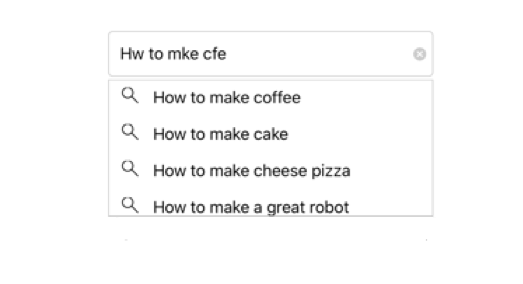 Hw to mke cfe
How to make coffee
How to make cake
How to make cheese pizza
How to make a great robot